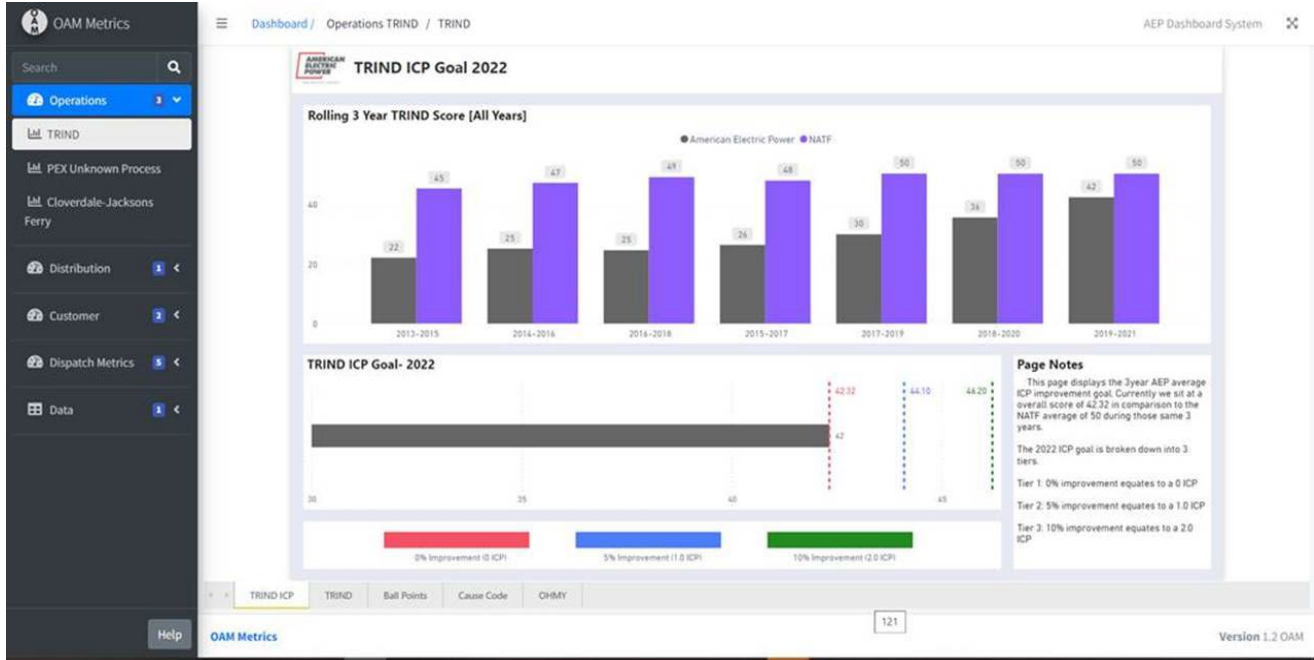 OAM
OAM Metrics
Dashboard / Operations TRIND / TRIND
AEP Dashboard System
Search
Operations 3
TRIND
PEX Unknown Process
Cloverdale-Jacksons
Ferry
Distribution 1
Customer 2
Dispatch Metrics 5
Data 1
Help
AMERICAN
ELECTRIC
POWER
TRIND ICP Goal 2022
Rolling 3 Year TRIND Score [All Years]
American Electric Power NATF
40
20
0
22 45
25 47
25 49
26 48
30 50
36 50
42 50
2013-2015 2014-2016 2016-2018 2015-2017 2017-2019 2018-2020 2019-2021
TRIND ICP Goal- 2022
42.32 44.10 46.20
42
30 35 40 45
0% Improvement (0 ICP) 5% Improvement (1.0 ICP) 10% Improvement (2.0 ICP)
Page Notes
This page displays the 3year AEP average
ICP improvement goal. Currently we sit at a
overall score of 42.32 in comparison to the
NATF average of 50 during those same 3
years.
The 2022 ICP goal is broken down into 3
tiers.
Tier 1: 0% improvement equates to a 0 ICP
Tier 2: 5% improvement equates to a 1.0 ICP
Tier 3: 10% improvement equates to a 2.0
ICP
TRIND ICP TRIND Ball Points Cause Code OHMY
121
OAM Metrics
Version 1.2 OAM